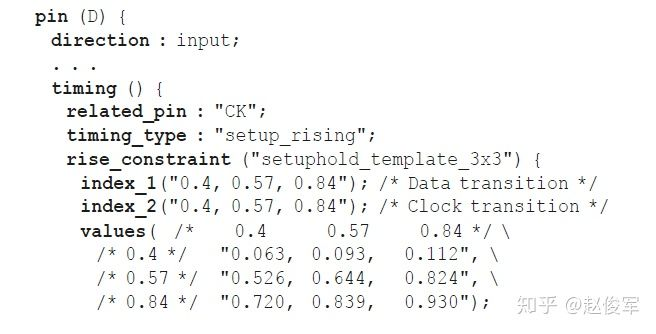 pin (D) {
direction : input;
. . .
timing () {
related_pin : "CK";
timing_type : "setup_rising";
rise_constraint ("setuphold_template_3x3") {
index_1("0.4, 0.57, 0.84"); /* Data transition */
index_2("0.4, 0.57, 0.84"); /* Clock transition */
values( /* 0.4 0.57 0.84 */ \
/* 0.4 */ "0.063, 0.093, 0.112", \
/* 0.57 */ "0.526, 0.644, 0.824", \
/* 0.84 */ "0.720, 0.839, 0.930");
知乎 @赵俊军